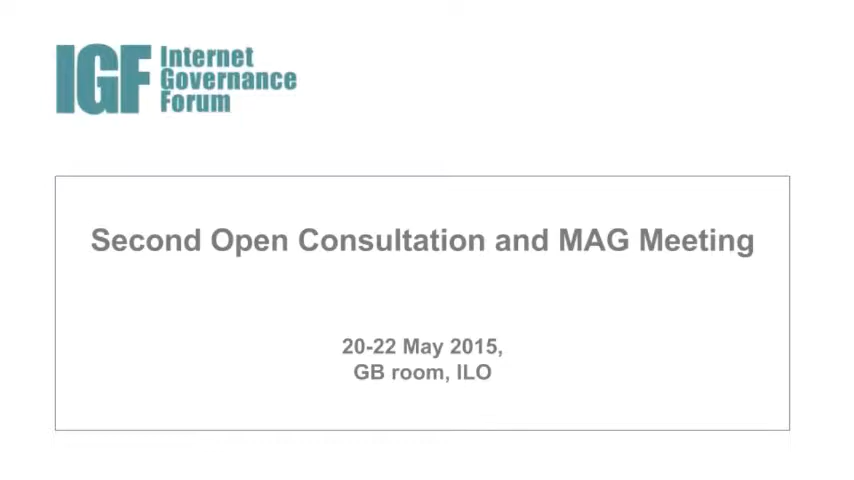 IGF
Internet
Governance
Forum
Second Open Consultation and MAG Meeting
20-22 May 2015,
GB room, ILO